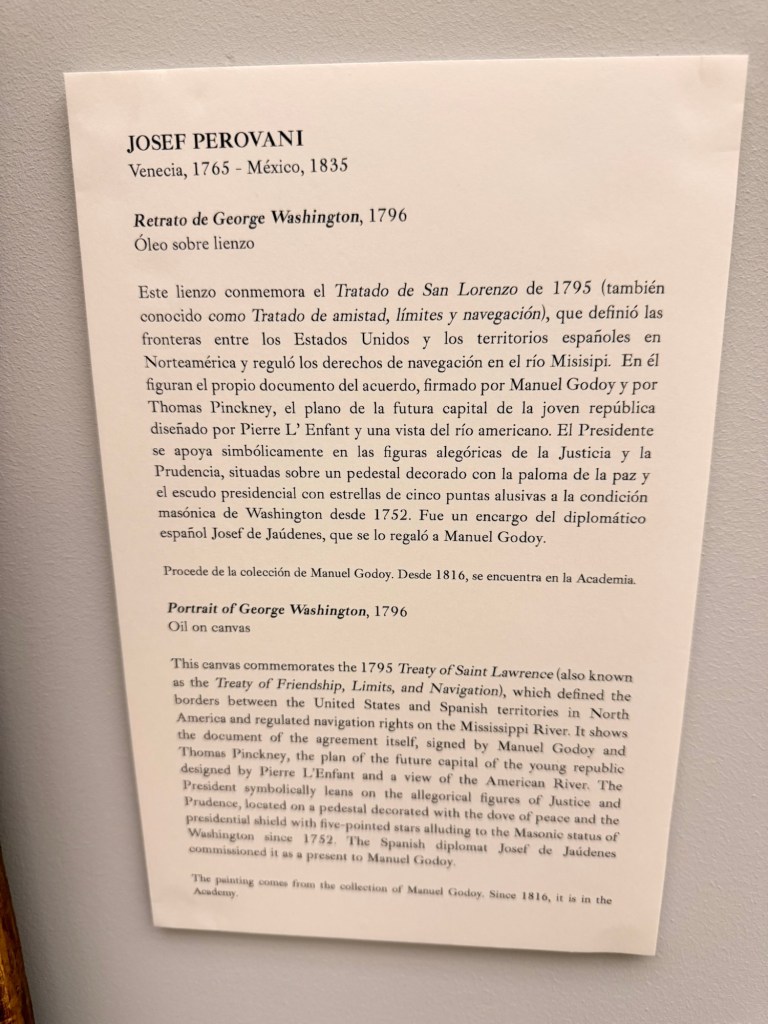 JOSEF PEROVANI
Venecia, 1765 - México, 1835
Retrato de George Washington, 1796
Óleo sobre lienzo
Este lienzo conmemora el Tratado de San Lorenzo de 1795 (también
conocido como Tratado de amistad, límites y navegación), que definió las
fronteras entre los Estados Unidos y los territorios españoles en
Norteamérica y reguló los derechos de navegación en el río Misisipi. En él
figuran el propio documento del acuerdo, firmado por Manuel Godoy y por
Thomas Pinckney, el plano de la futura capital de la joven república
diseñado por Pierre L' Enfant y una vista del río americano. El Presidente
se apoya simbólicamente en las figuras alegóricas de la Justicia y la
Prudencia, situadas sobre un pedestal decorado con la paloma de la paz y
el escudo presidencial con estrellas de cinco puntas alusivas a la condición
masónica de Washington desde 1752. Fue un encargo del diplomático
español Josef de Jaúdenes, que se lo regaló a Manuel Godoy.
Procede de la colección de Manuel Godoy. Desde 1816, se encuentra en la Academia.
Portrait of George Washington, 1796
Oil on canvas
This canvas commemorates the 1795 Treaty of Saint Lawrence (also known
as the Treaty of Friendship, Limits, and Navigation), which defined the
borders between the United States and Spanish territories in North
America and regulated navigation rights on the Mississippi River. It shows
the document of the agreement itself, signed by Manuel Godoy and
Thomas Pinckney, the plan of the future capital of the young republic
designed by Pierre L'Enfant and a view of the American River. The
President symbolically leans on the allegorical figures of Justice and
Prudence, located on a pedestal decorated with the dove of peace and the
presidential shield with five-pointed stars alluding to the Masonic status of
Washington since 1752. The Spanish diplomat Josef de Jaúdenes
commissioned it as a present to Manuel Godoy.
The painting comes from the collection of Manuel Godoy. Since 1816, it is in the
Academy.